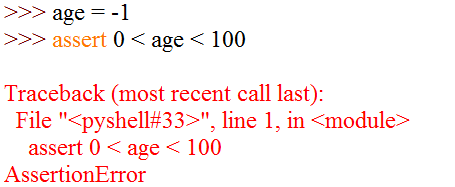 >>> age = -1
>>> assert 0 < age < 100
Traceback (most recent call last):
  File "<pyshell#33>", line 1, in <module>
    assert 0 < age < 100
AssertionError